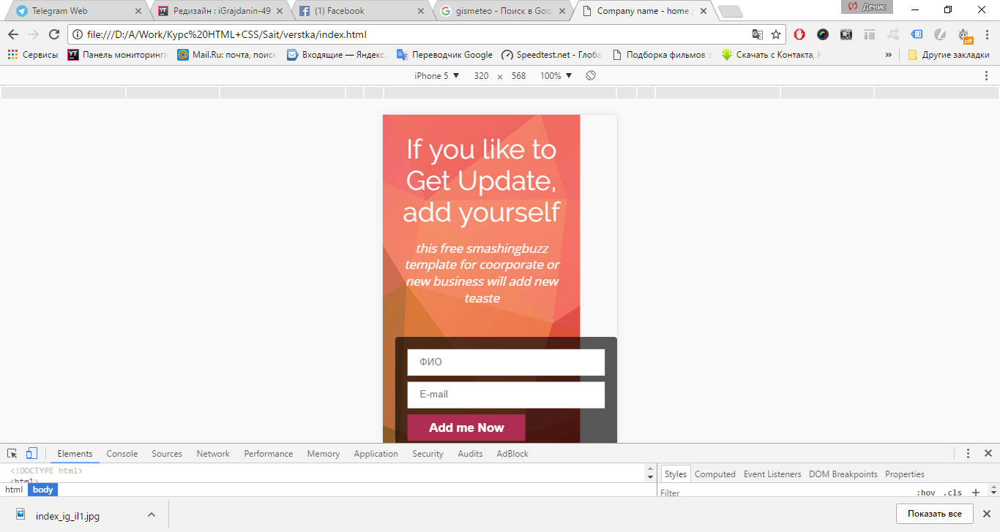 Telegram Web
Редизайн : iGrajdanin-49
(1) Facebook
gismeteo - Поиск в Goo
Company name - home p
Денис
file:///D:/A/Work/Курс%20HTML+CSS/Sait/verstka/index.html
off
Сервисы
Панель мониторинга
Mail.Ru: почта, поиск
Входящие — Яндекс.
Переводчик Google
Speedtest.net - Глоба
Подборка фильмов
Скачать с Контакта,
»
Другие закладки
iPhone 5 ▼ 320 × 568 100% ▼
If you like to
Get Update,
add yourself
this free smashingbuzz
template for coorporate or
new business will add new
teaste
ФИО
E-mail
Add me Now
Elements Console Sources Network Performance Memory Application Security Audits AdBlock
<!DOCTYPE html>
<html>
html body
Styles Computed Event Listeners DOM Breakpoints Properties
Filter :hov .cls +
index_ig_il1.jpg
Показать все